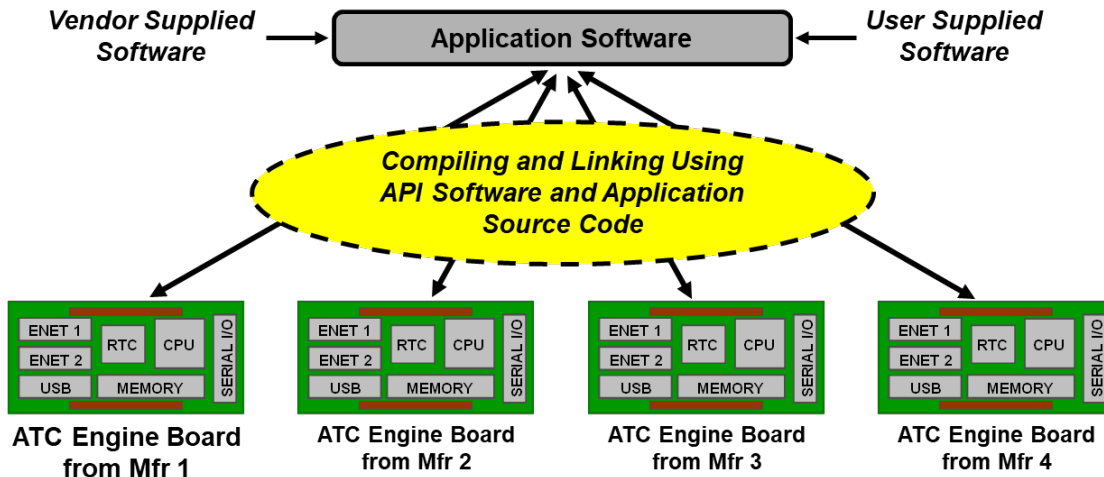 Vendor Supplied
Software
Application Software
User Supplied
Software
Compiling and Linking Using
API Software and Application
Source Code
ENET 1
ENET 2
USB
RTC
CPU
MEMORY
SERIAL I/O
ENET 1
ENET 2
USB
RTC
CPU
MEMORY
SERIAL I/O
ENET 1
ENET 2
USB
RTC
CPU
MEMORY
SERIAL I/O
ENET 1
ENET 2
USB
RTC
CPU
MEMORY
SERIAL I/O
ATC Engine Board
from Mfr 1
ATC Engine Board
from Mfr 2
ATC Engine Board
from Mfr 3
ATC Engine Board
from Mfr 4